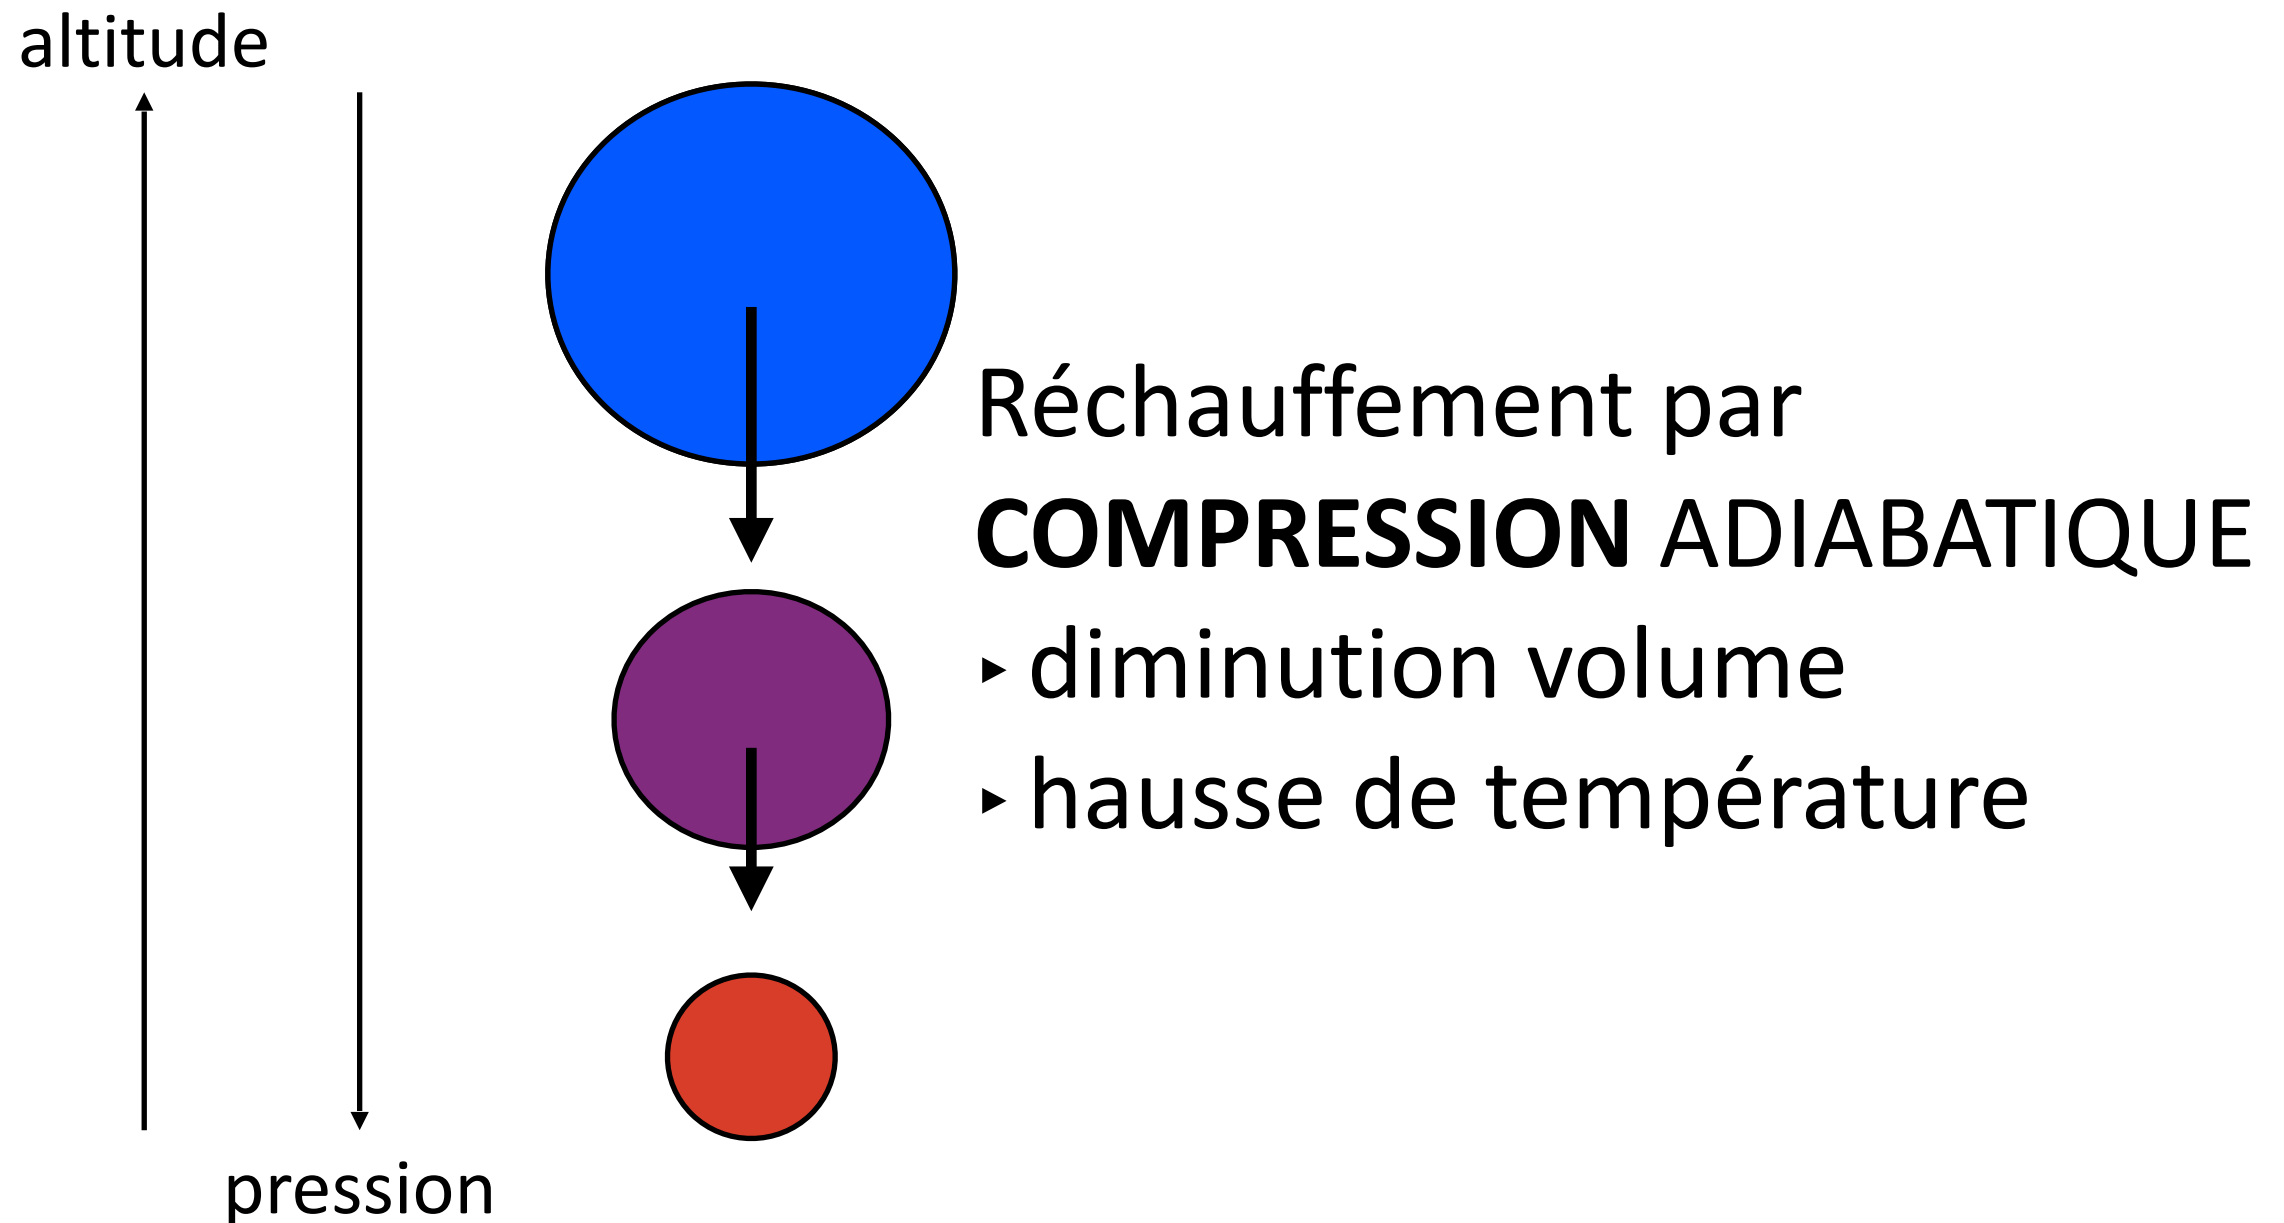 altitude
Réchauffement par
COMPRESSION ADIABATIQUE
▸ diminution volume
▸ hausse de température
pression